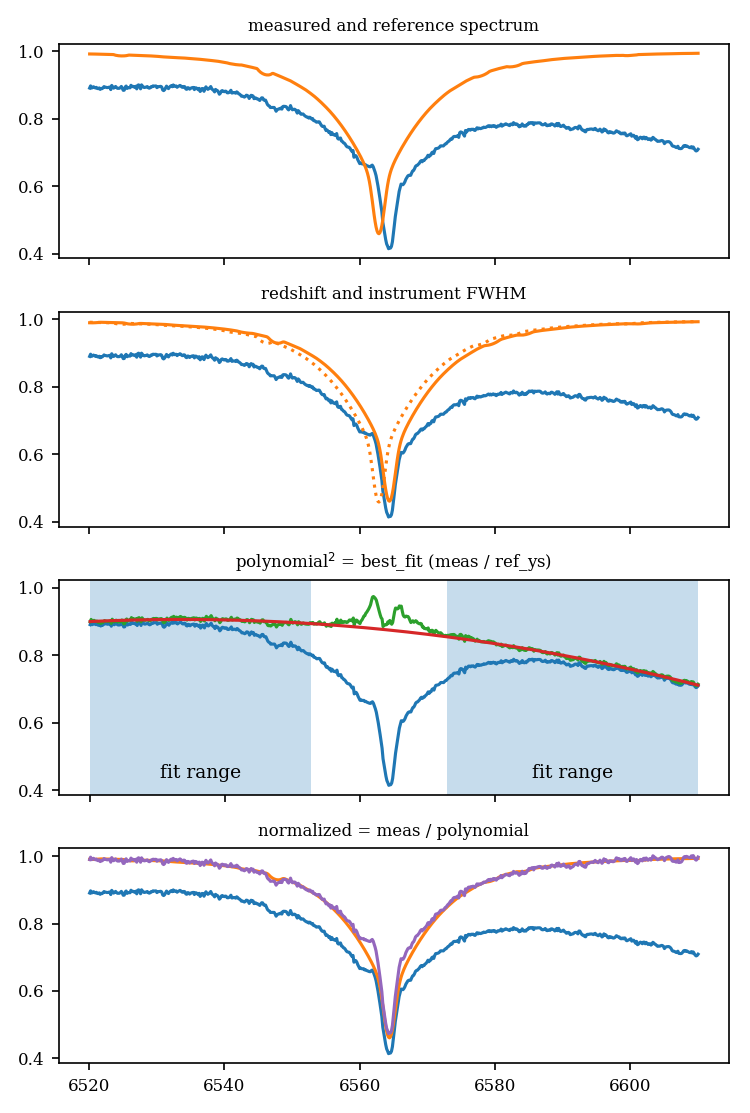 measured and reference spectrum
1.0
0.8
0.6
0.4
redshift and instrument FWHM
1.0
0.8
0.6
0.4
polynomial² = best_fit (meas / ref_ys)
1.0
0.8
0.6
0.4
fit range fit range
normalized = meas / polynomial
1.0
0.8
0.6
0.4
6520 6540 6560 6580 6600